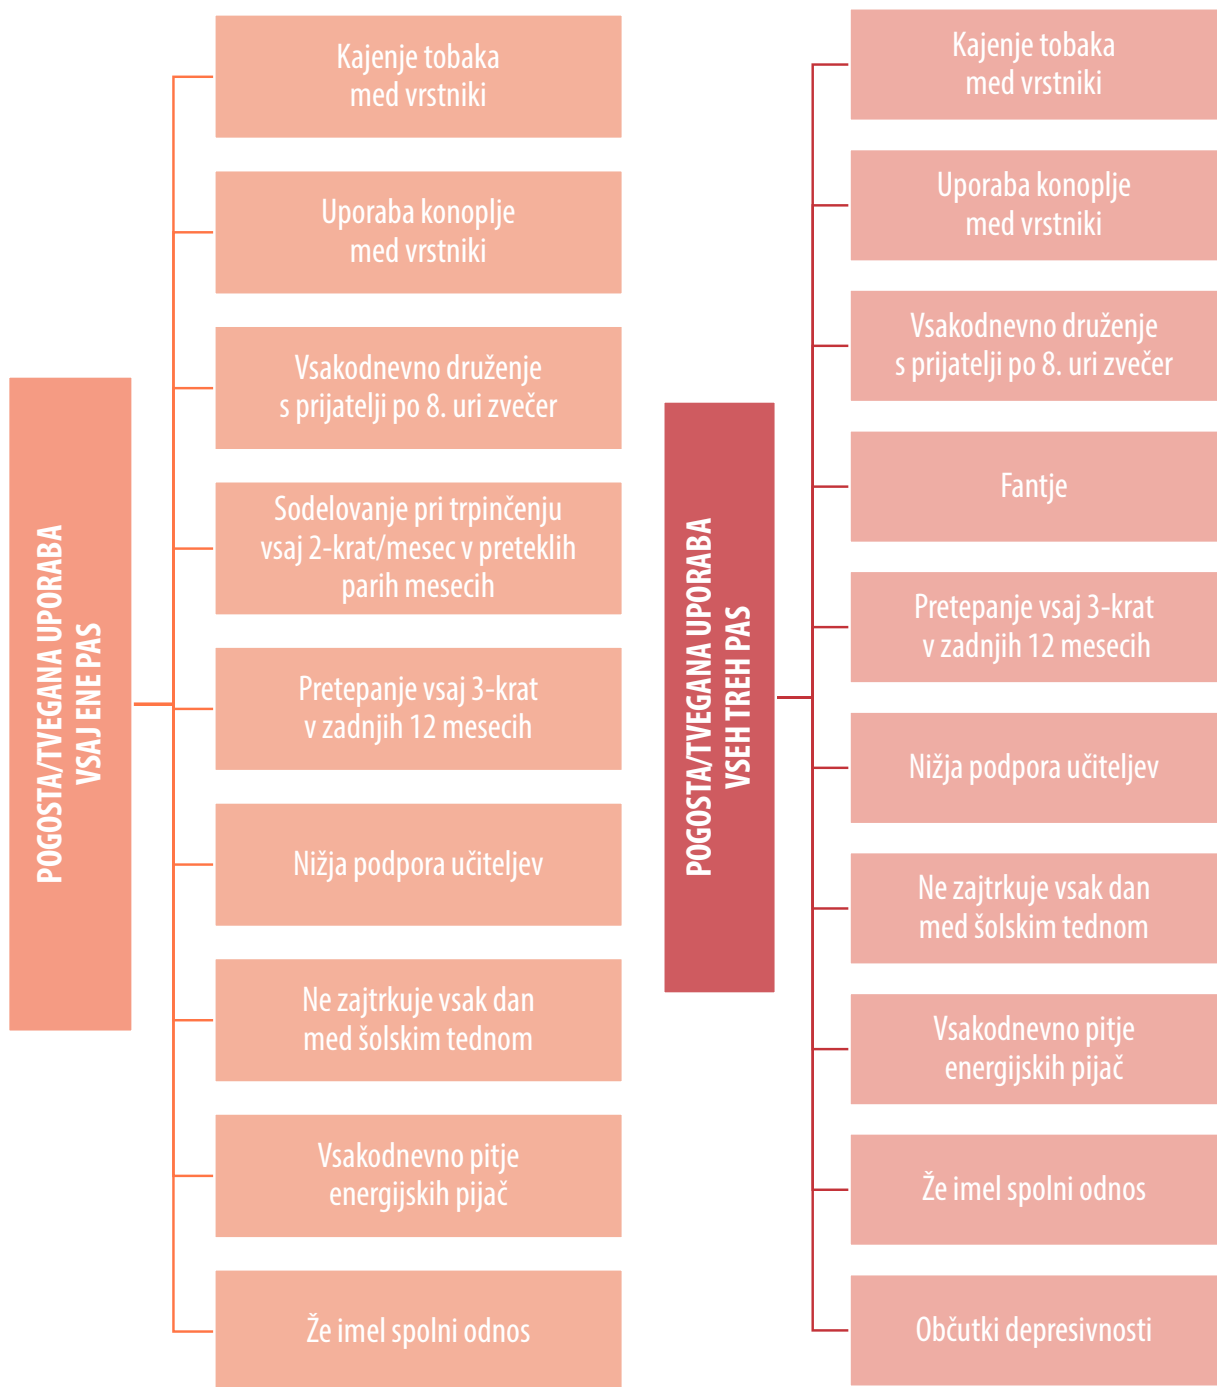 POGOSTA/TVEGANA UPORABA
VSAJ ENE PAS
Kajenje tobaka
med vrstniki
Uporaba konoplje
med vrstniki
Vsakodnevno druženje
s prijatelji po 8. uri zvečer
Sodelovanje pri trpinčenju
vsaj 2-krat/mesec v preteklih
parih mesecih
Pretepanje vsaj 3-krat
v zadnjih 12 mesecih
Nižja podpora učiteljev
Ne zajtrkuje vsak dan
med šolskim tednom
Vsakodnevno pitje
energijskih pijač
Že imel spolni odnos
POGOSTA/TVEGANA UPORABA
VSEH TREH PAS
Kajenje tobaka
med vrstniki
Uporaba konoplje
med vrstniki
Vsakodnevno druženje
s prijatelji po 8. uri zvečer
Fantje
Pretepanje vsaj 3-krat
v zadnjih 12 mesecih
Nižja podpora učiteljev
Ne zajtrkuje vsak dan
med šolskim tednom
Vsakodnevno pitje
energijskih pijač
Že imel spolni odnos
Občutki depresivnosti